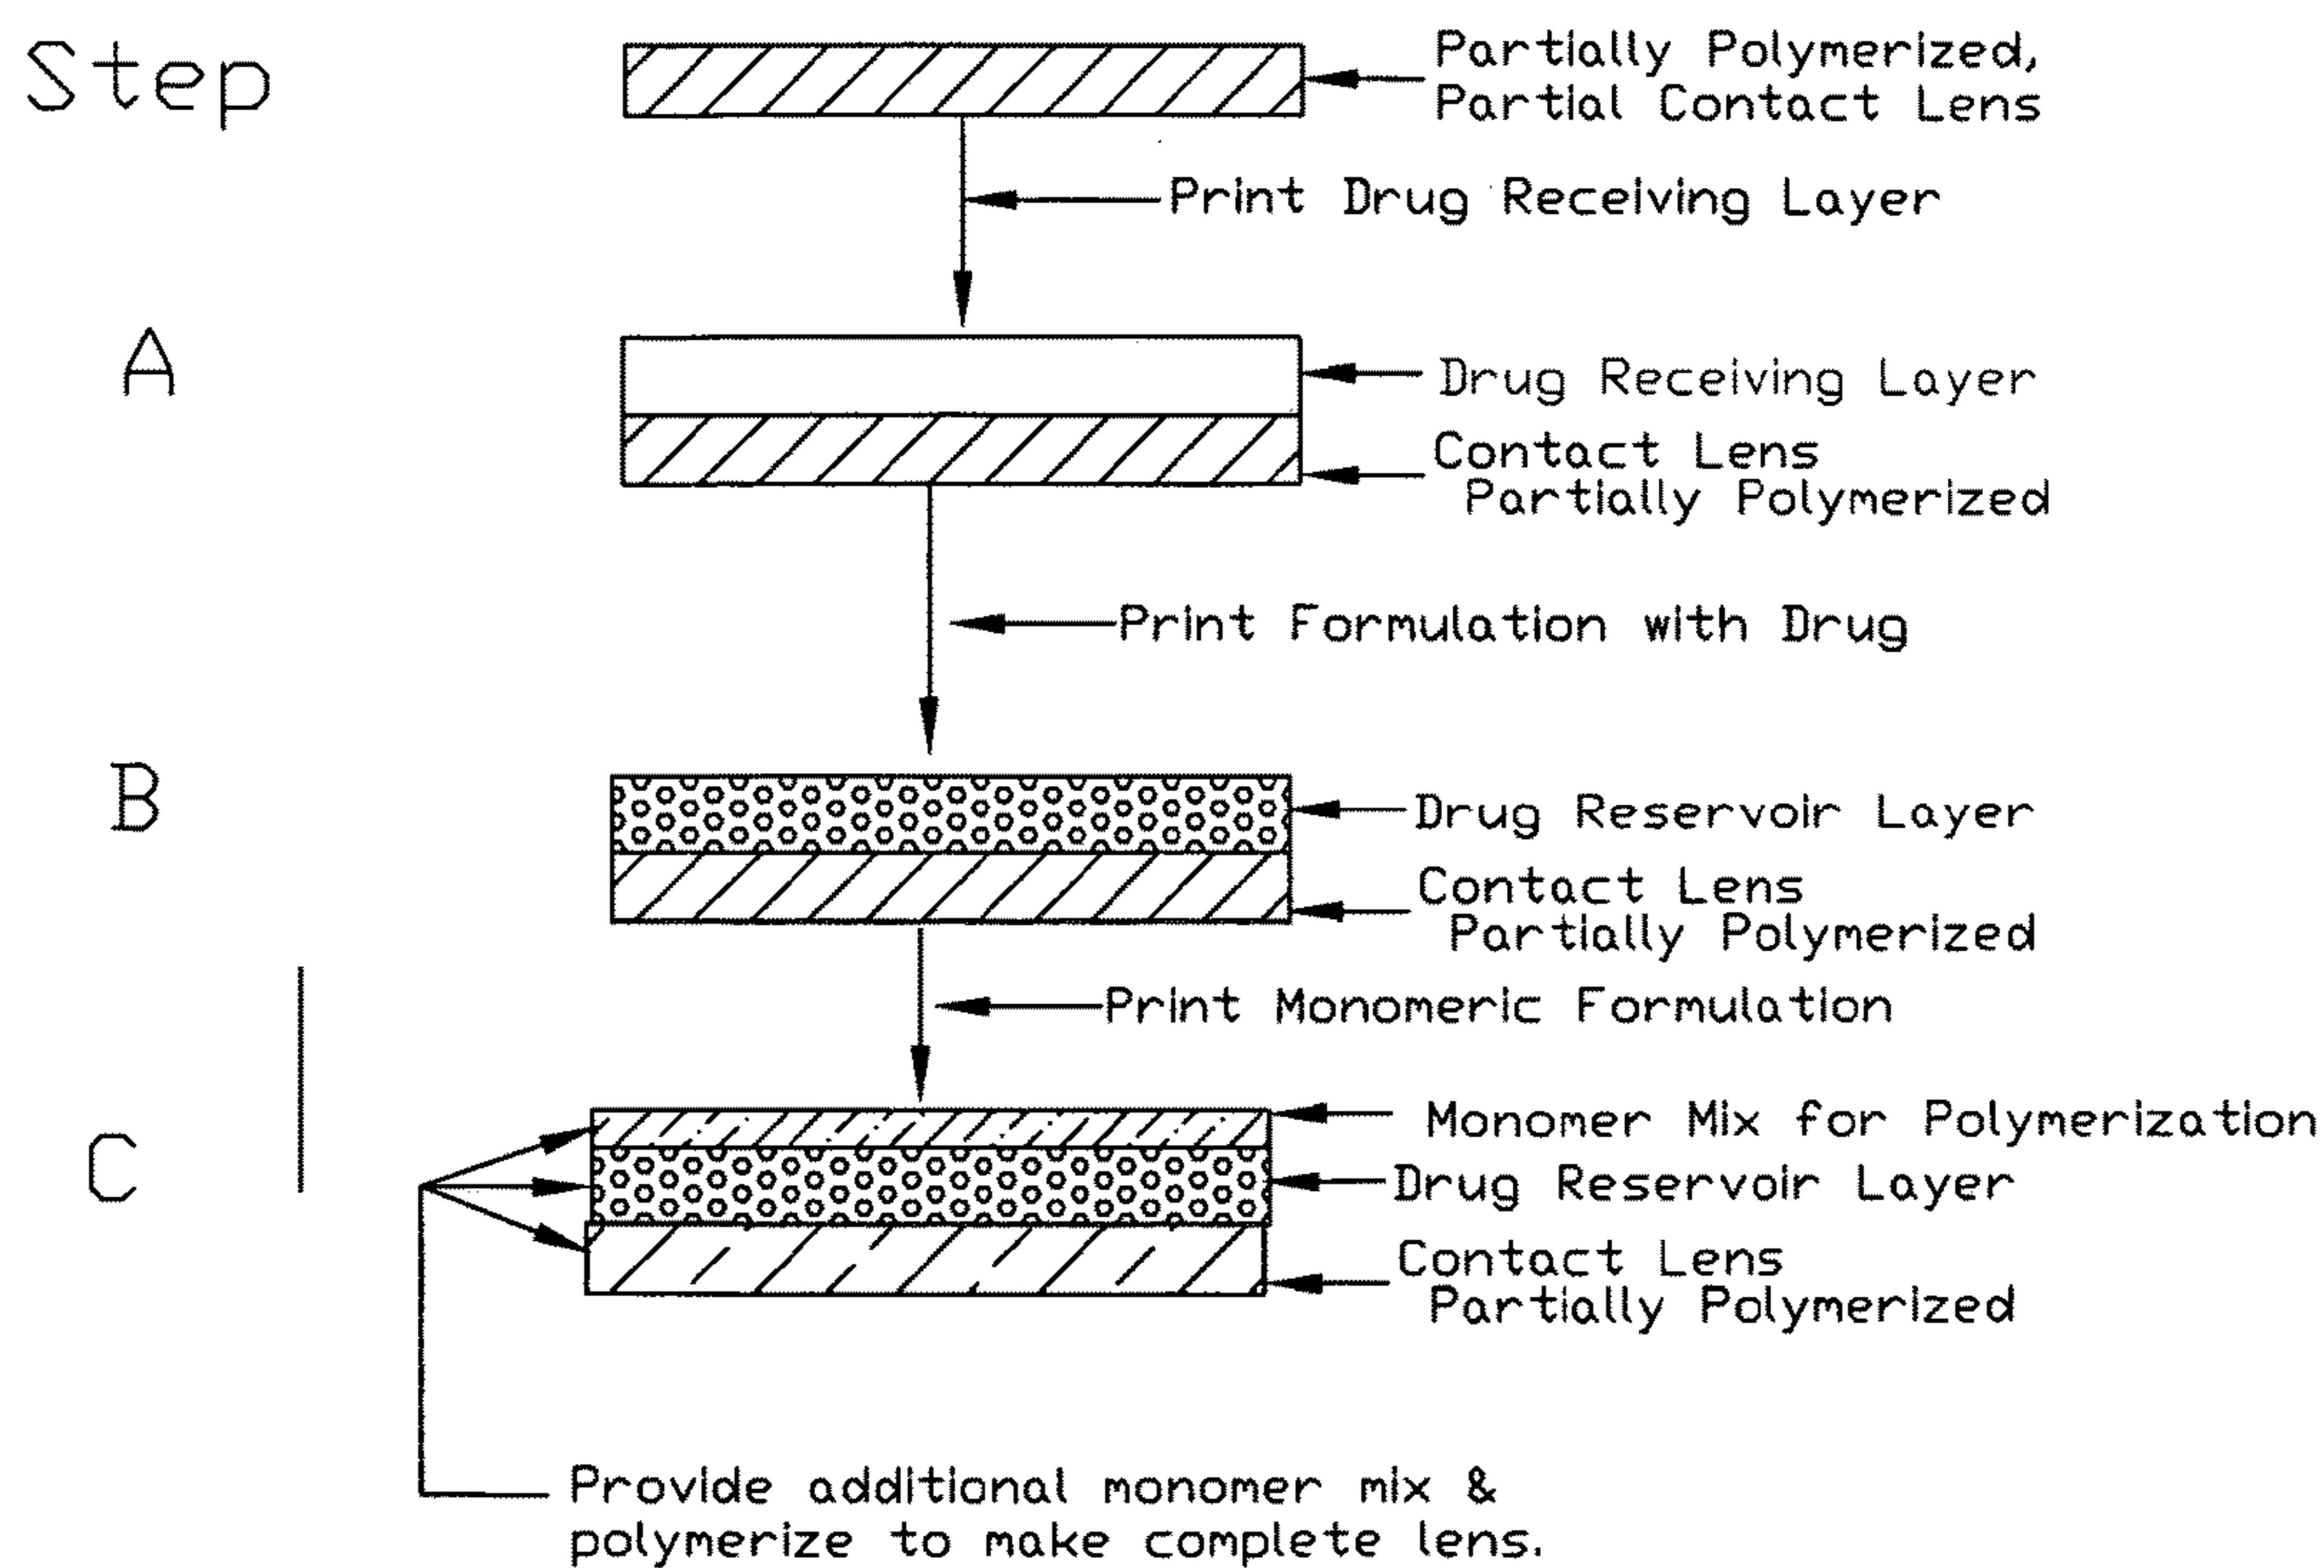 Step
Partially Polymerized,
Partial Contact Lens
Print Drug Receiving Layer
A
Drug Receiving Layer
Contact Lens
Partially Polymerized
Print Formulation with Drug
B
Drug Reservoir Layer
Contact Lens
Partially Polymerized
Print Monomeric Formulation
C
Monomer Mix for Polymerization
Drug Reservoir Layer
Contact Lens
Partially Polymerized
Provide additional monomer mix &
polymerize to make complete lens.